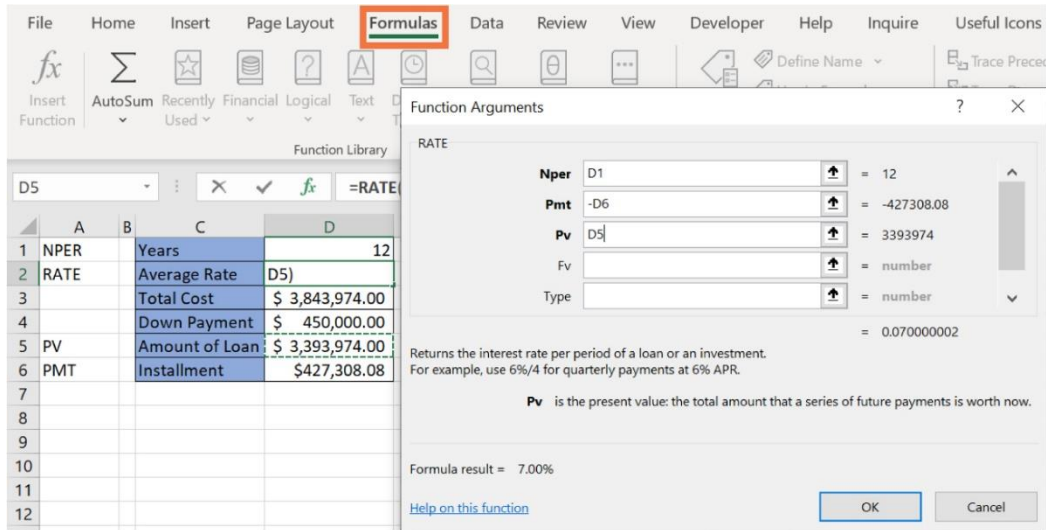 File Home Insert Page Layout Formulas Data Review View Developer Help Inquire Useful Icons
fx Σ ? A θ Define Name Trace
Insert AutoSum Recently Financial Logical Text
Function Used
Function Library
D5 fx =RATE(
A B C D
1 NPER Years 12
2 RATE Average Rate D5)
3 Total Cost $ 3,843,974.00
4 Down Payment $ 450,000.00
5 PV Amount of Loan $ 3,393,974.00
6 PMT Installment $427,308.08
7
8
9
10
11
12
Function Arguments ? ×
RATE
Nper D1 = 12
Pmt -D6 = -427308.08
Pv D5 = 3393974
Fv = number
Type = number
= 0.070000002
Returns the interest rate per period of a loan or an investment.
For example, use 6%/4 for quarterly payments at 6% APR.
Pv is the present value: the total amount that a series of future payments is worth now.
Formula result = 7.00%
Help on this function OK Cancel